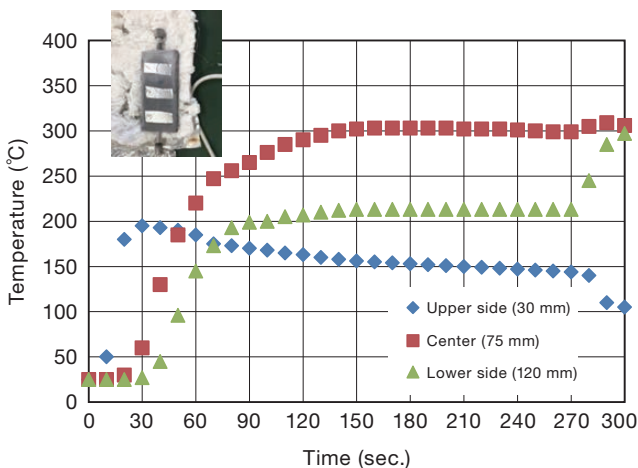 Temperature (℃)
400
350
300
250
200
150
100
50
0
Upper side (30 mm)
Center (75 mm)
Lower side (120 mm)
0 30 60 90 120 150 180 210 240 270 300
Time (sec.)